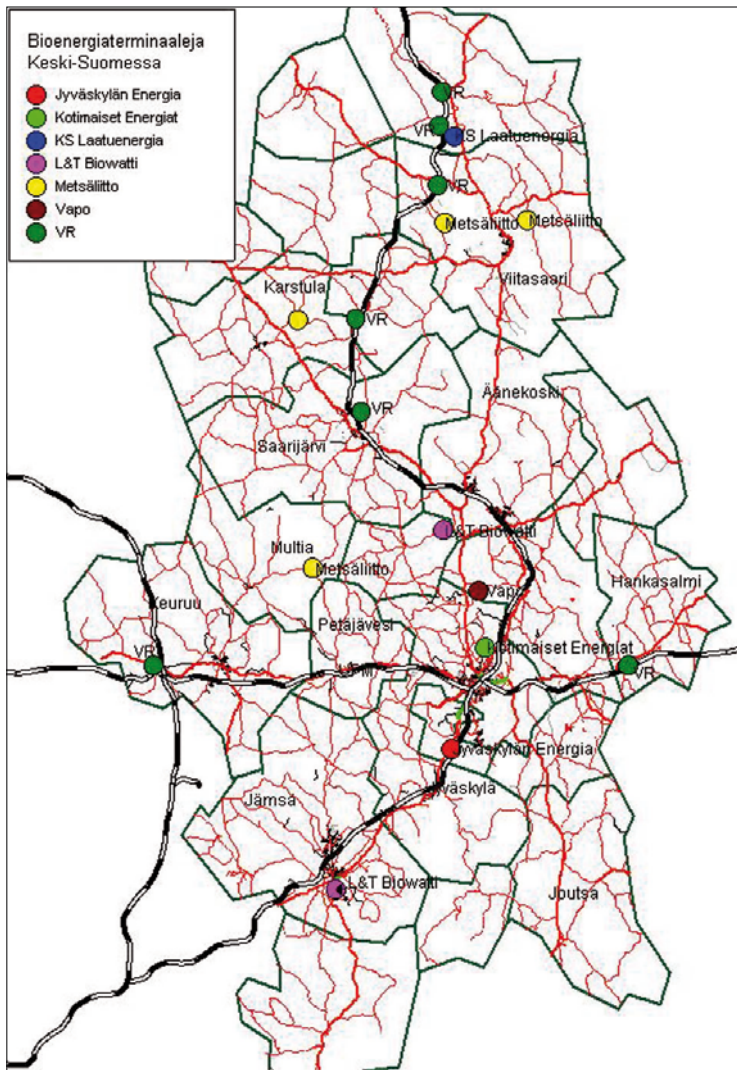 Bioenergiaterminaaleja
Keski-Suomessa
Jyväskylän Energia
Kotimaiset Energiat
KS Laatuenergia
L&T Biowatti
Metsäliitto
Vapo
VR
VR
VR
KS Laatuenergia
VR
Metsäliitto
Metsäliitto
Viitasaari
Karstula
VR
Äänekoski
VR
Saarijärvi
L&T Biowatti
Multia
Metsäliitto
Hankasalmi
Keuruu
Vapo
Petäjävesi
Kotimaiset Energiat
VR
UPM
VR
Jyväskylän Energia
Jyväskylä
Jämsä
L&T Biowatti
Joutsa